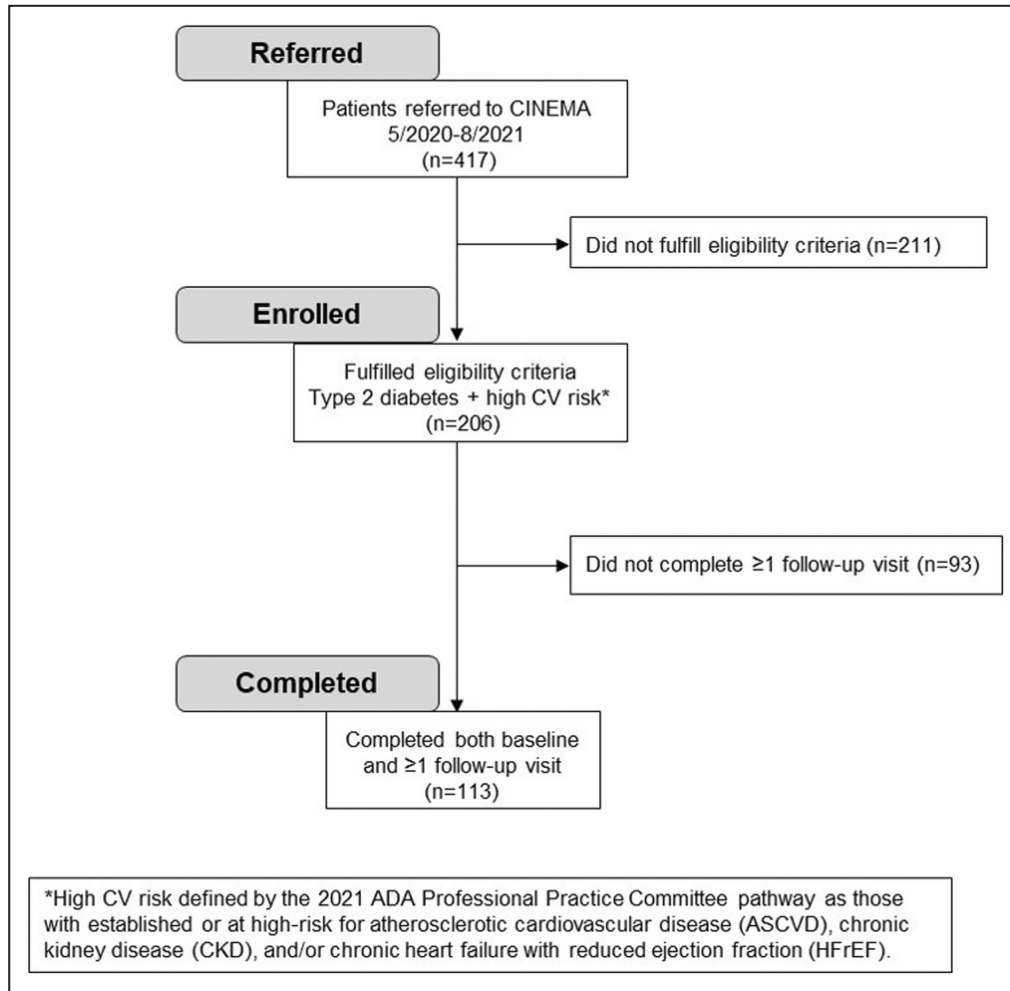 Referred
Patients referred to CINEMA
5/2020-8/2021
(n=417)
Did not fulfill eligibility criteria (n=211)
Enrolled
Fulfilled eligibility criteria
Type 2 diabetes + high CV risk*
(n=206)
Did not complete ≥1 follow-up visit (n=93)
Completed
Completed both baseline
and ≥1 follow-up visit
(n=113)
*High CV risk defined by the 2021 ADA Professional Practice Committee pathway as those
with established or at high-risk for atherosclerotic cardiovascular disease (ASCVD), chronic
kidney disease (CKD), and/or chronic heart failure with reduced ejection fraction (HFrEF).